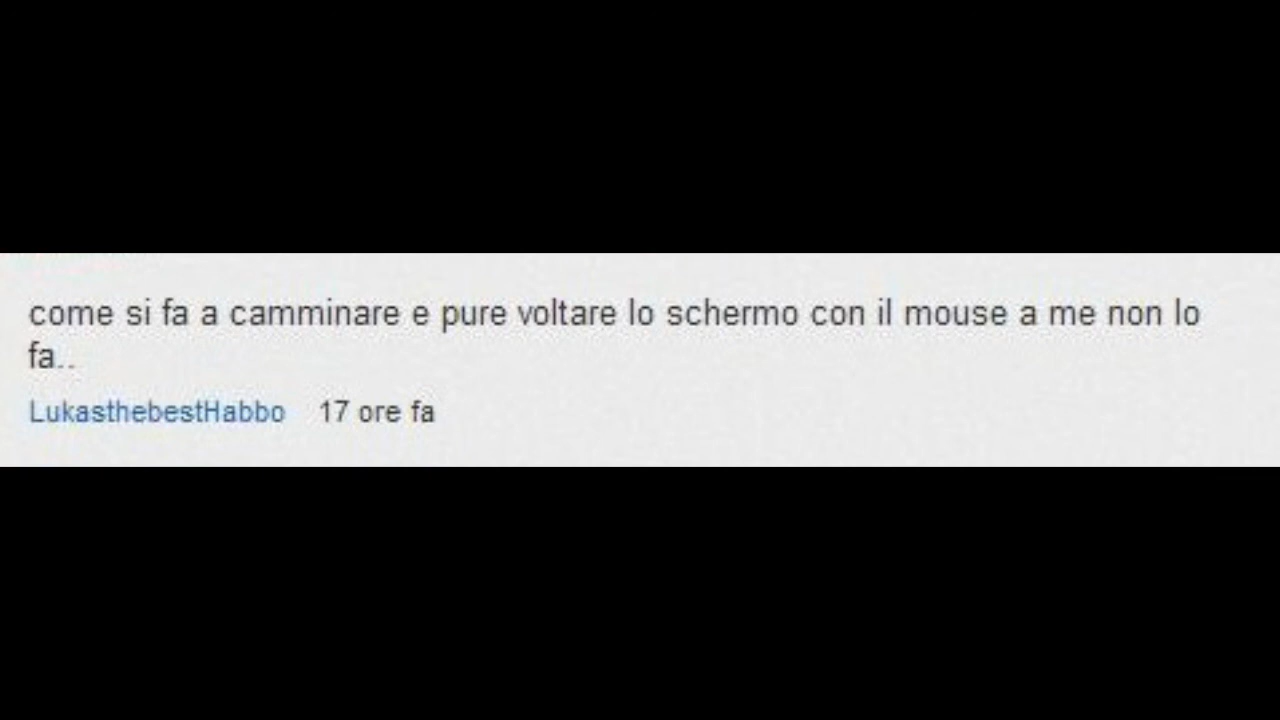 come si fa a camminare e pure voltare lo schermo con il mouse a me non lo
fa..
LukasthebestHabbo 17 ore fa